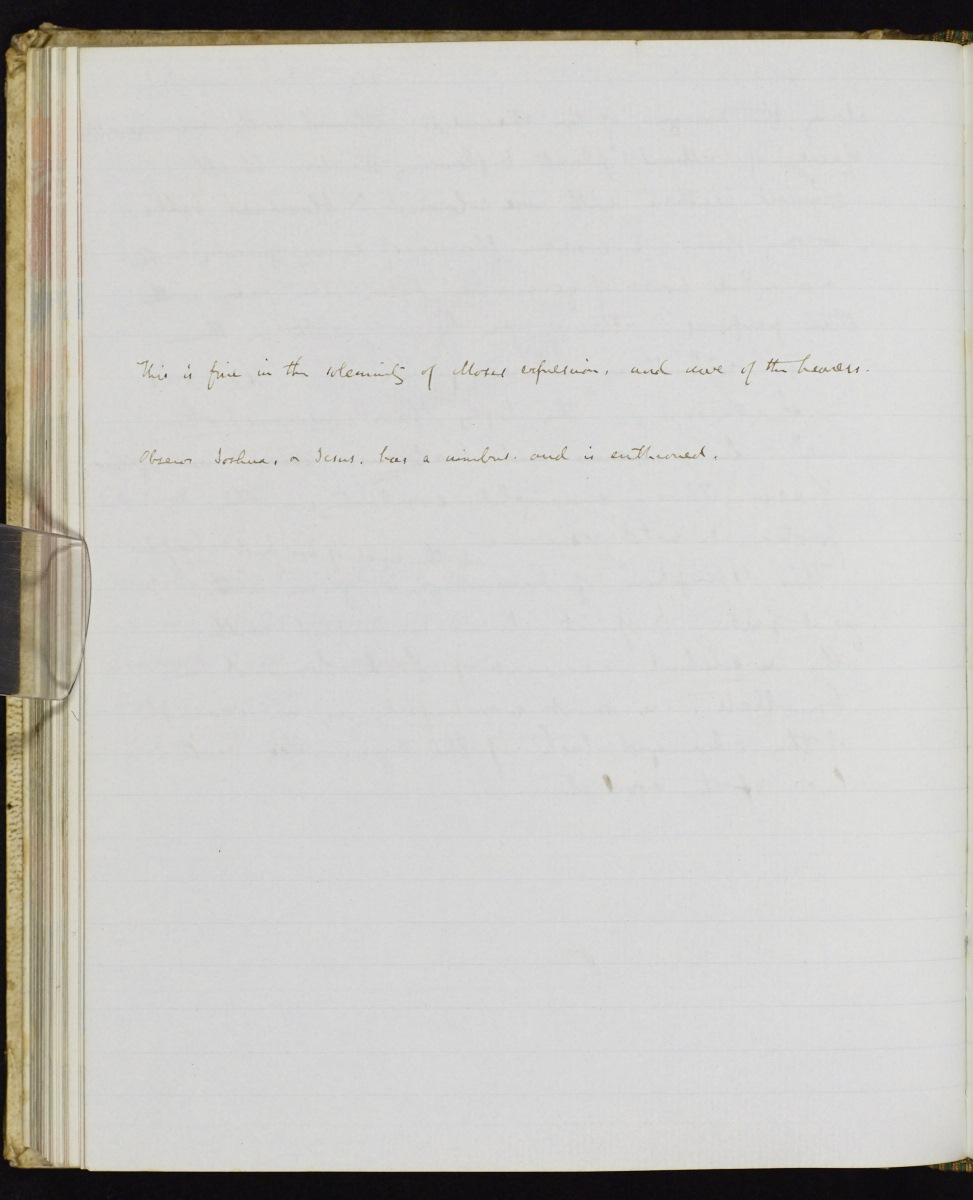 This is fine in the solemnity of Moses expression, and awe of the hearers.
Observe Joshua, or Jesus. has a nimbus. and is enthroned.